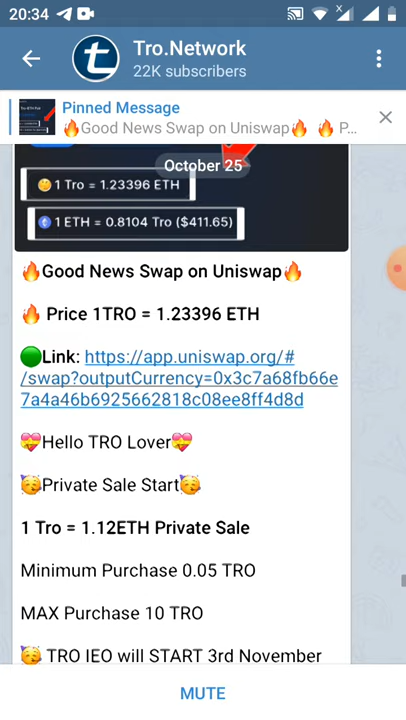 20:34
Tro.Network
22K subscribers
Pinned Message
🔥Good News Swap on Uniswap🔥 🔥 P...
October 25
1 Tro = 1.23396 ETH
1 ETH = 0.8104 Tro ($411.65)
🔥Good News Swap on Uniswap🔥
🔥 Price 1TRO = 1.23396 ETH
🟢Link: https://app.uniswap.org/#
/swap?outputCurrency=0x3c7a68fb66e
7a4a46b6925662818c08ee8ff4d8d
💝Hello TRO Lover💝
🥳Private Sale Start🥳
1 Tro = 1.12ETH Private Sale
Minimum Purchase 0.05 TRO
MAX Purchase 10 TRO
🥳 TRO IEO will START 3rd November
MUTE